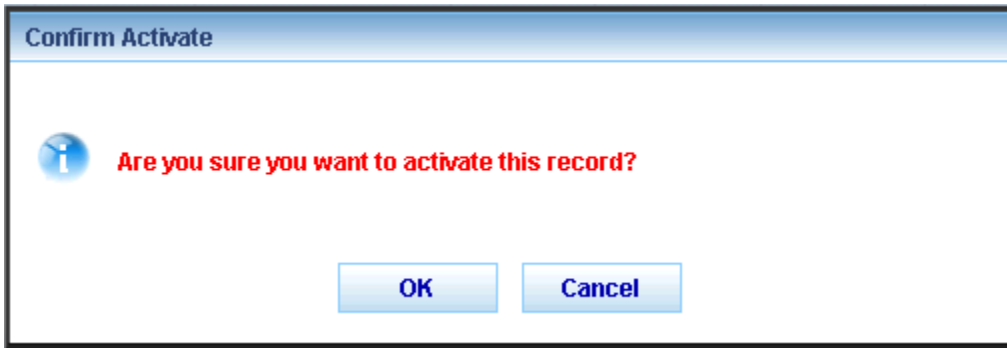 Confirm Activate
Are you sure you want to activate this record?
OK
Cancel